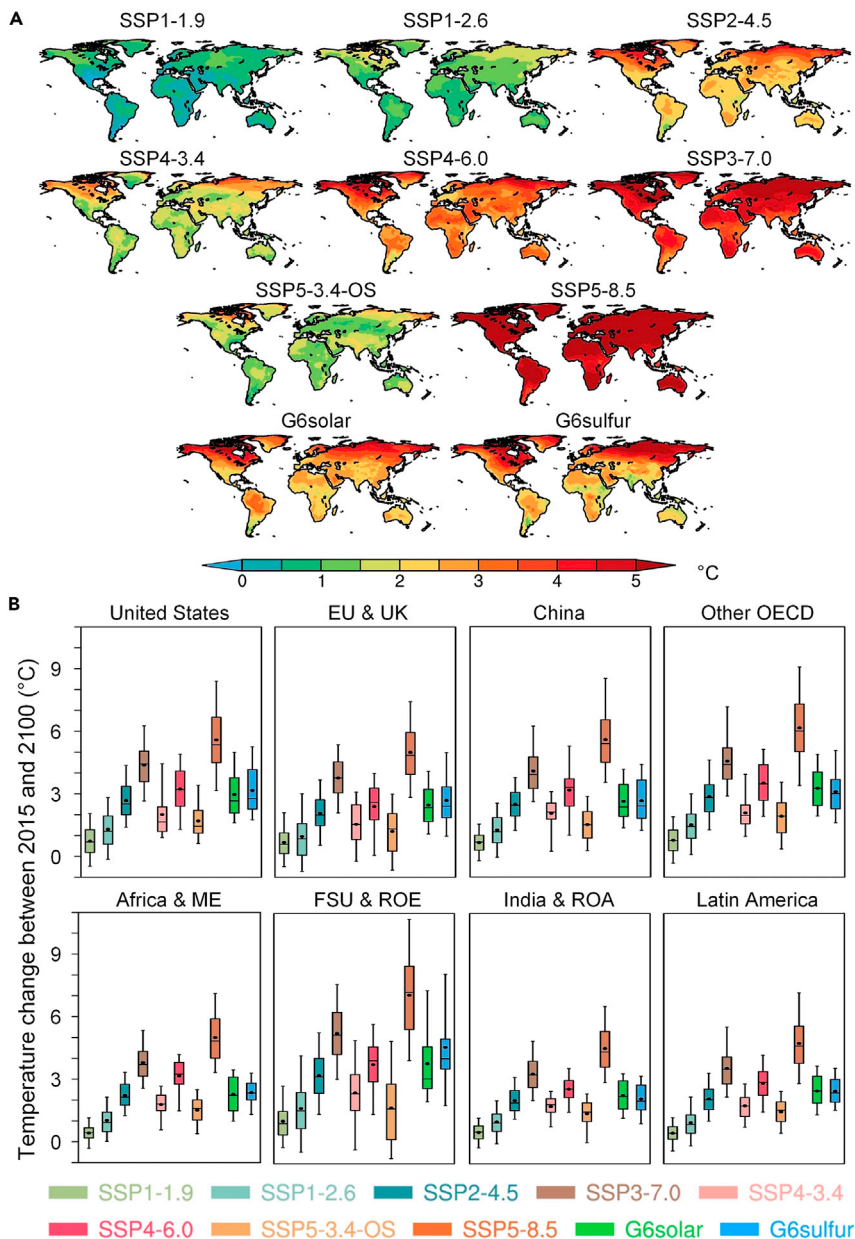 A
SSP1-1.9 SSP1-2.6 SSP2-4.5
SSP4-3.4 SSP4-6.0 SSP3-7.0
SSP5-3.4-OS SSP5-8.5
G6solar G6sulfur
0 1 2 3 4 5 °C
B
United States EU & UK China Other OECD
Temperature change between 2015 and 2100 (°C)
9
6
3
0
Africa & ME FSU & ROE India & ROA Latin America
9
6
3
0
SSP1-1.9 SSP1-2.6 SSP2-4.5 SSP3-7.0 SSP4-3.4
SSP4-6.0 SSP5-3.4-OS SSP5-8.5 G6solar G6sulfur